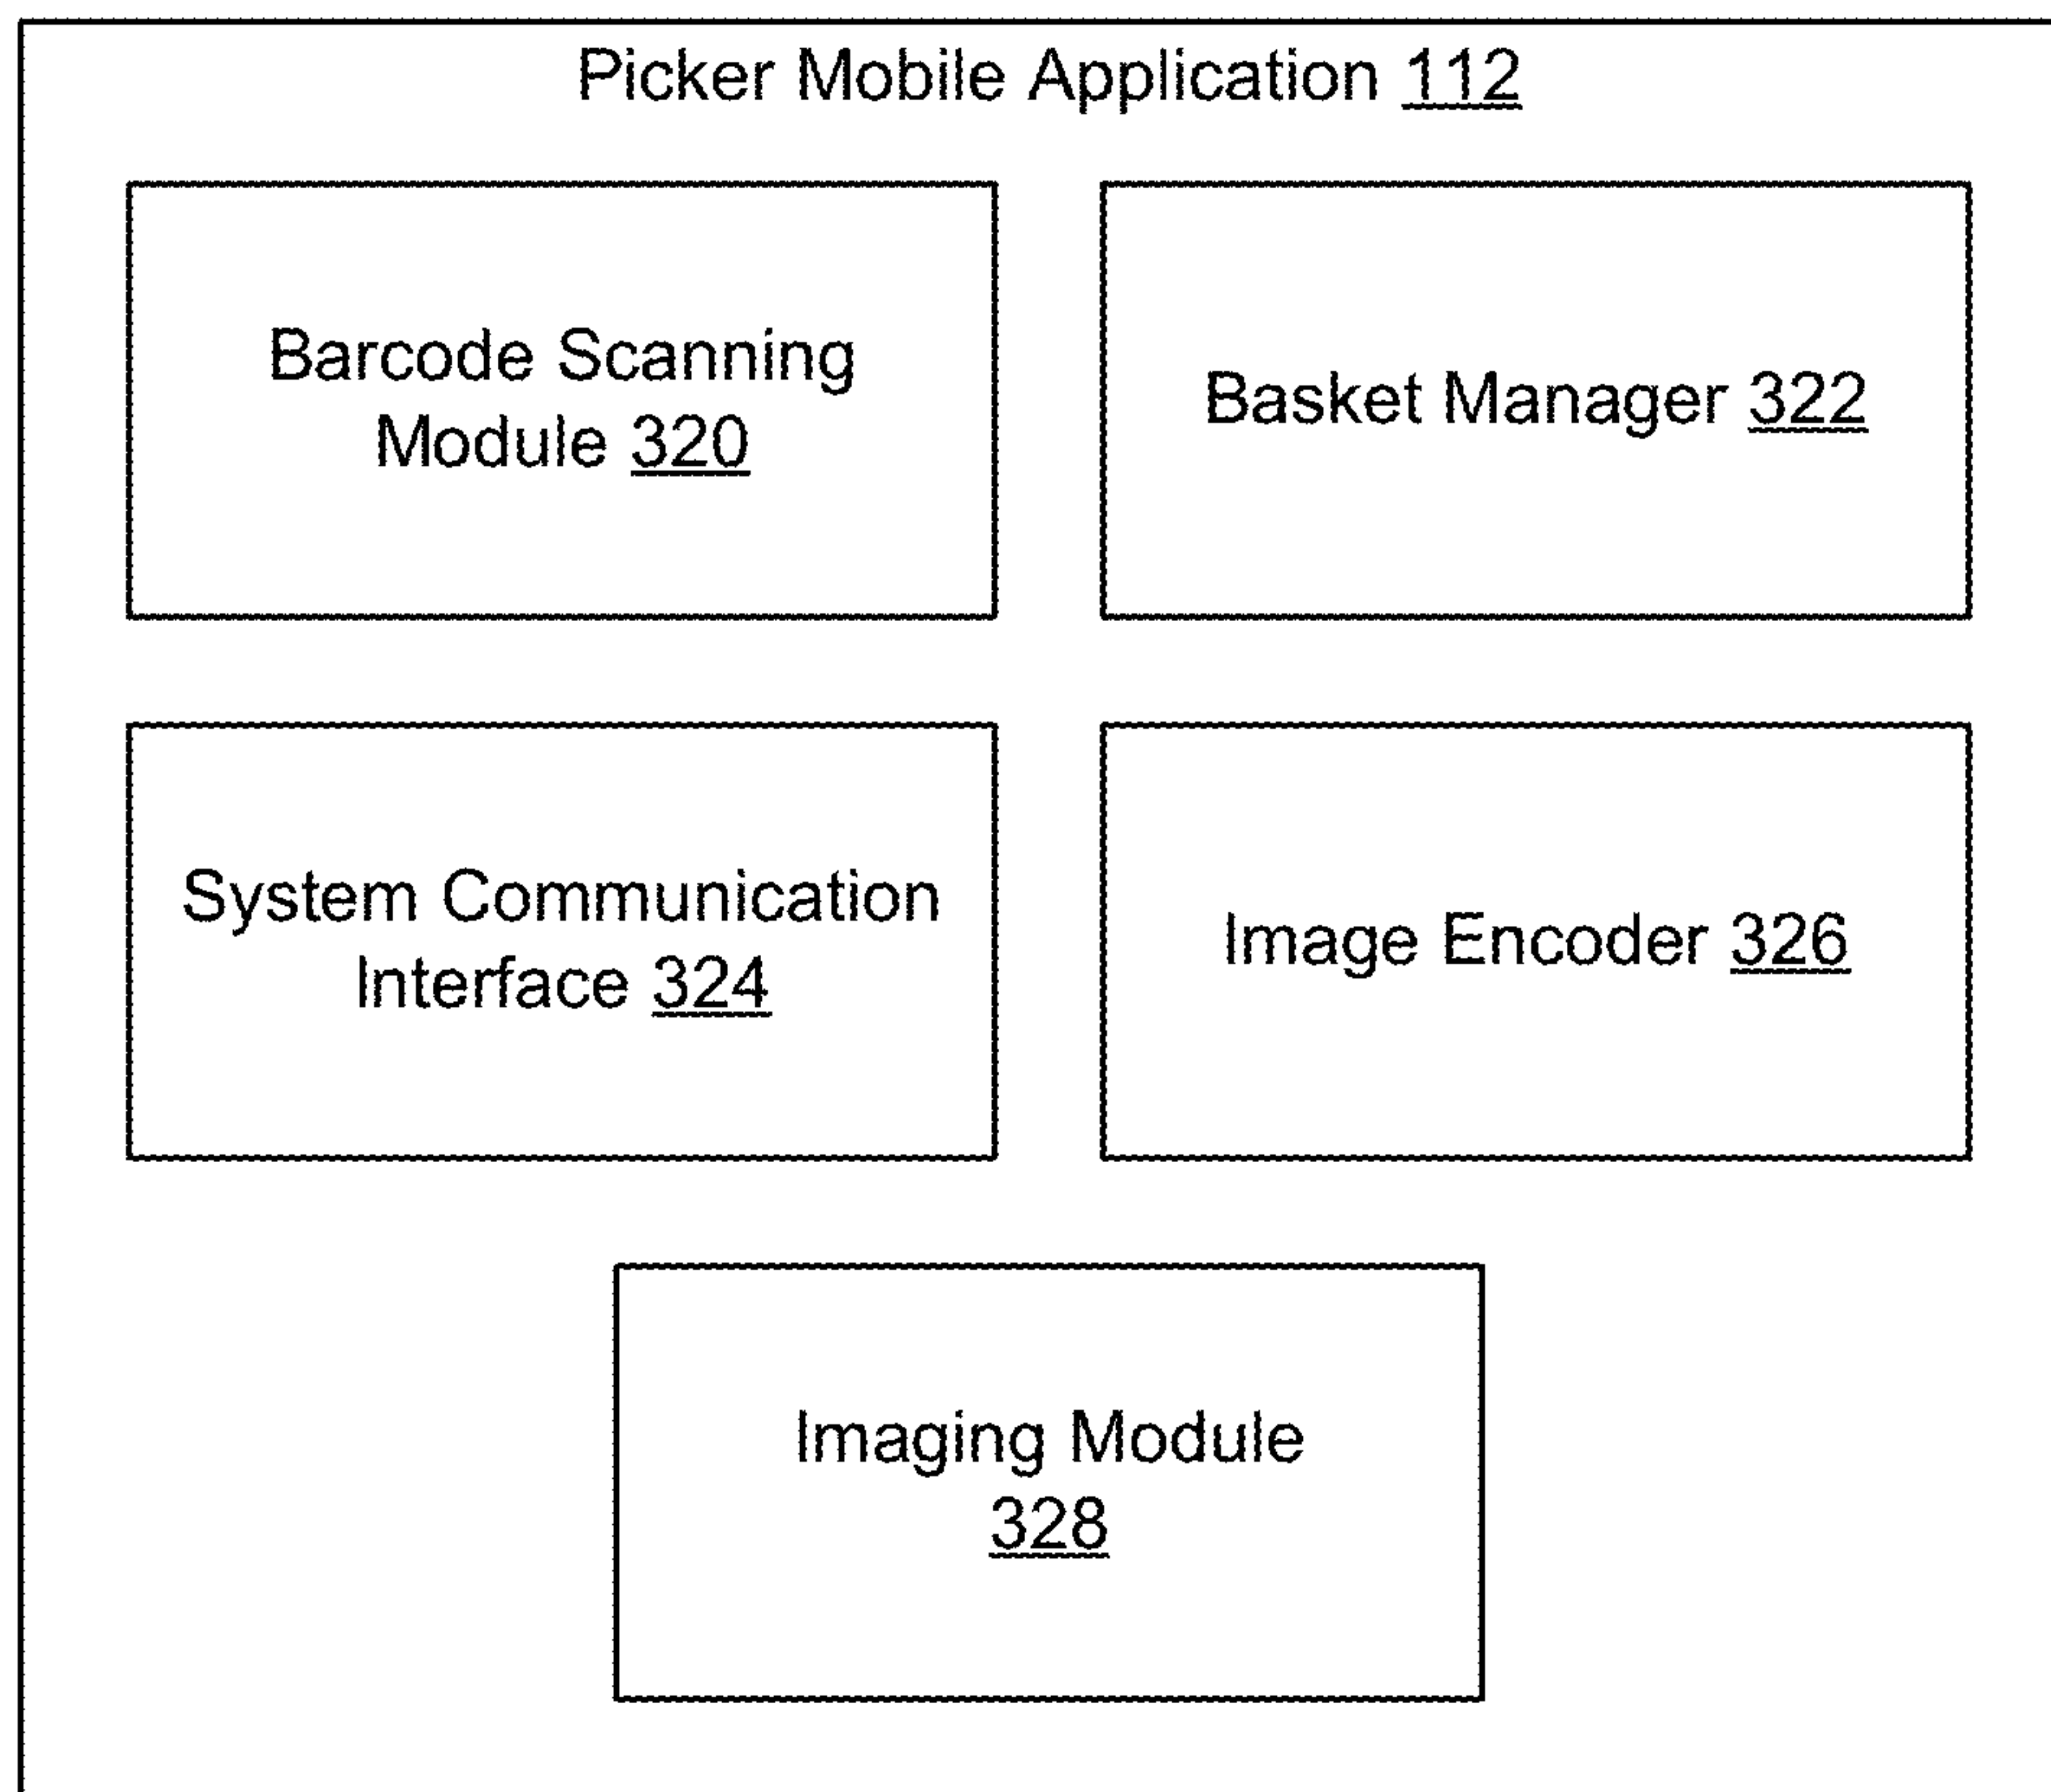 Picker Mobile Application 112
Barcode Scanning
Module 320
Basket Manager 322
System Communication
Interface 324
Image Encoder 326
Imaging Module
328